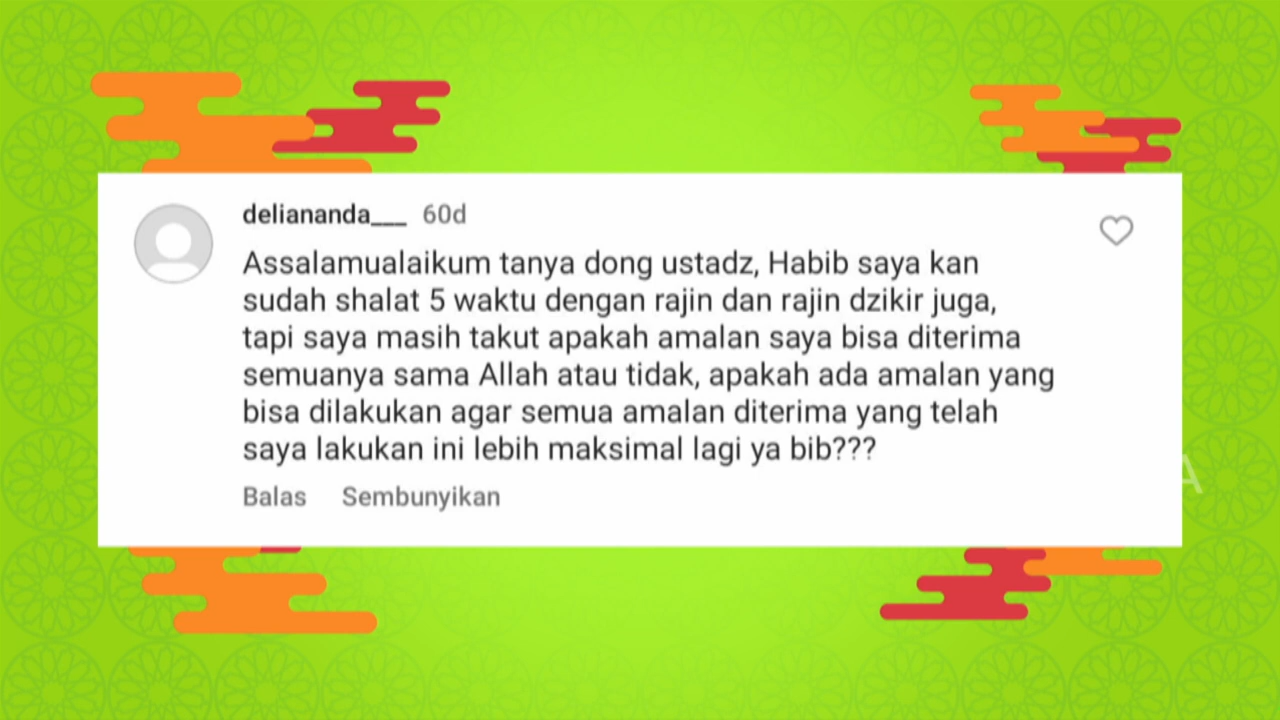 deliananda___ 60d
Assalamualaikum tanya dong ustadz, Habib saya kan
sudah shalat 5 waktu dengan rajin dan rajin dzikir juga,
tapi saya masih takut apakah amalan saya bisa diterima
semuanya sama Allah atau tidak, apakah ada amalan yang
bisa dilakukan agar semua amalan diterima yang telah
saya lakukan ini lebih maksimal lagi ya bib???
Balas Sembunyikan
A